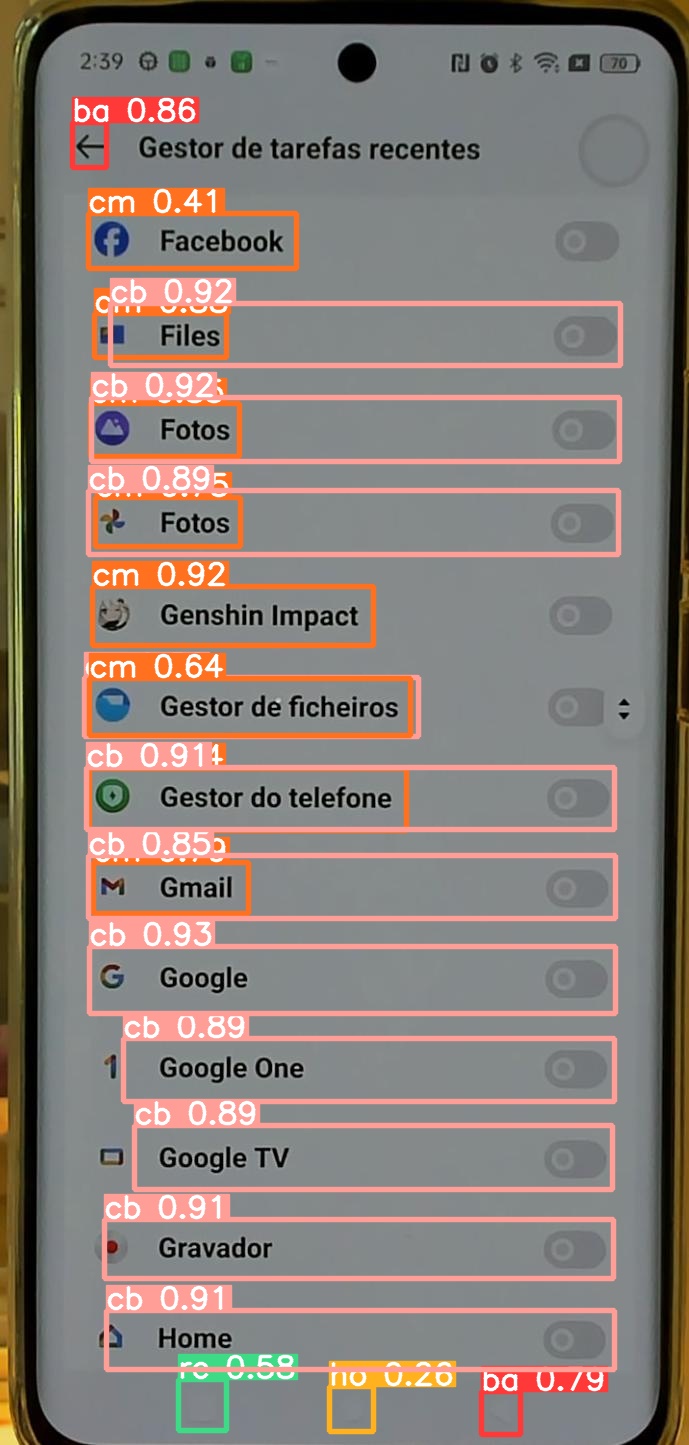 2:39
70
ba 0.86
Gestor de tarefas recentes
cm 0.41
Facebook
cb 0.92
Files
cb 0.92
Fotos
cb 0.89
Fotos
cm 0.92
Genshin Impact
cm 0.64
Gestor de ficheiros
cb 0.91
Gestor do telefone
cb 0.85
Gmail
cb 0.93
Google
cb 0.89
Google One
cb 0.89
Google TV
cb 0.91
Gravador
cb 0.91
Home
re 0.58
ho 0.26
ba 0.79